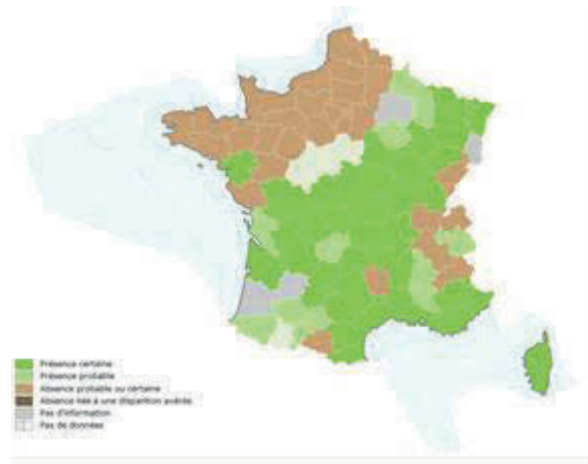 Présence certaine
Présence probable
Absence probable ou certaine
Absence liée à une disparition avérée
Pas d'information
Pas de données